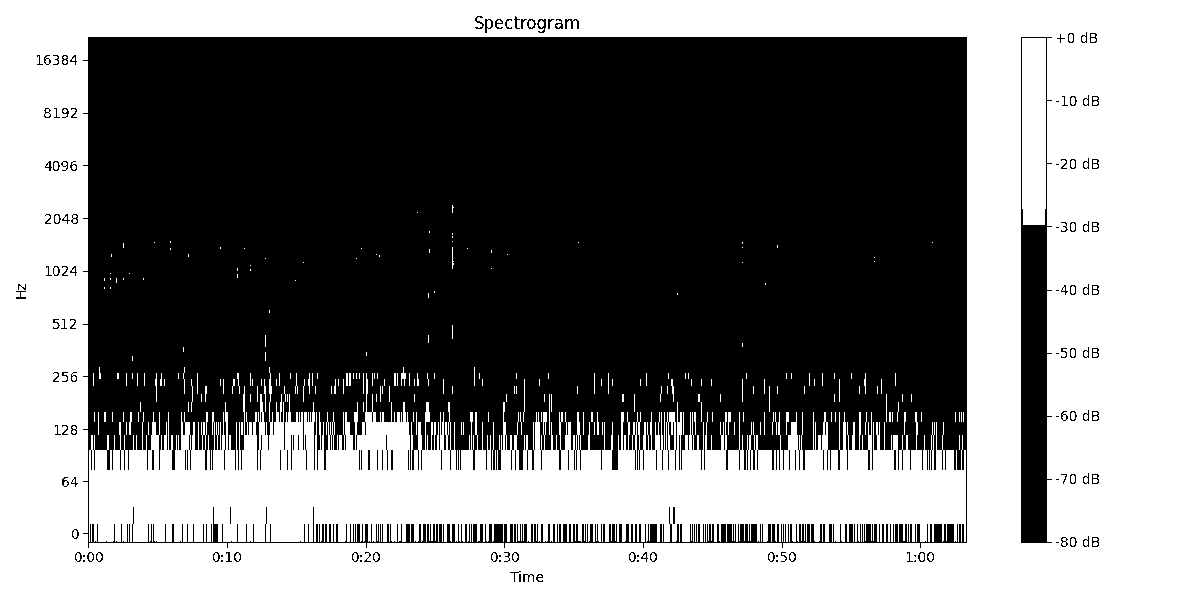 Spectrogram
16384
8192
4096
2048
1024
512
256
128
64
0
Hz
0:00 0:10 0:20 0:30 0:40 0:50 1:00
Time
+0 dB
-10 dB
-20 dB
-30 dB
-40 dB
-50 dB
-60 dB
-70 dB
-80 dB